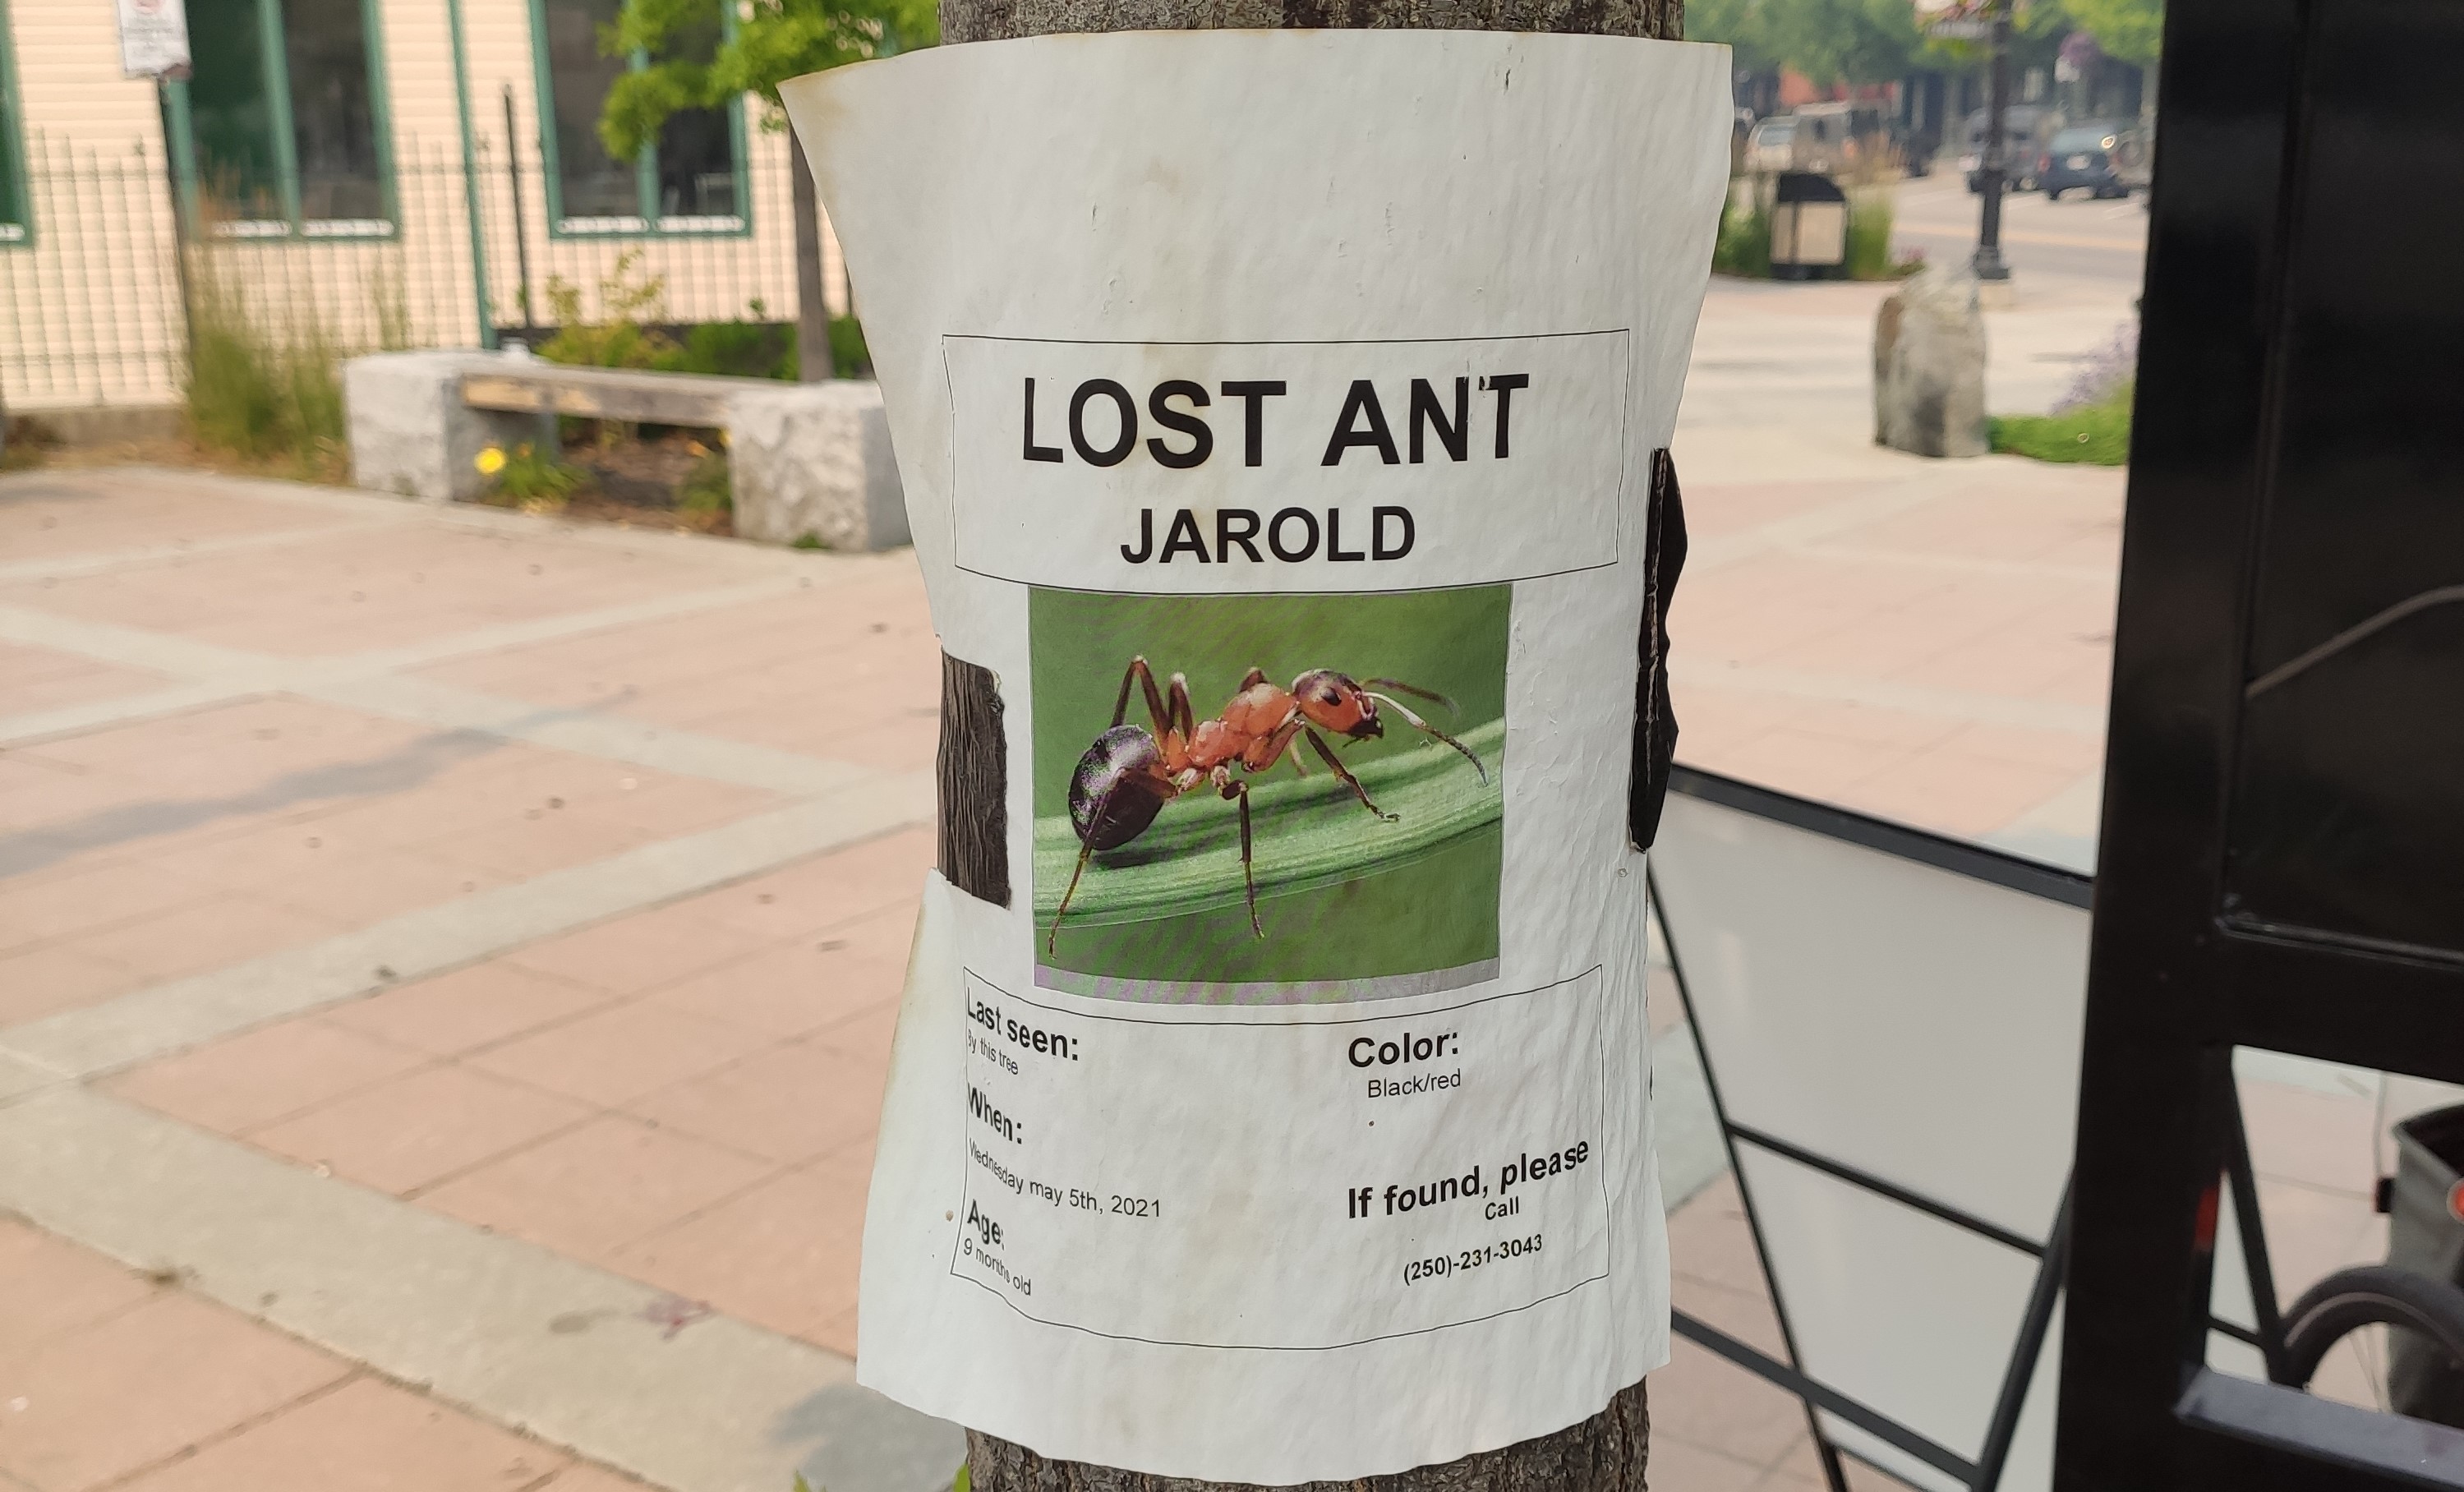 LOST ANT
JAROLD
Last seen:
By this tree
When:
Wednesday may 5th, 2021
Age:
9 months old
Color:
Black/red
If found, please
Call
(250)-231-3043